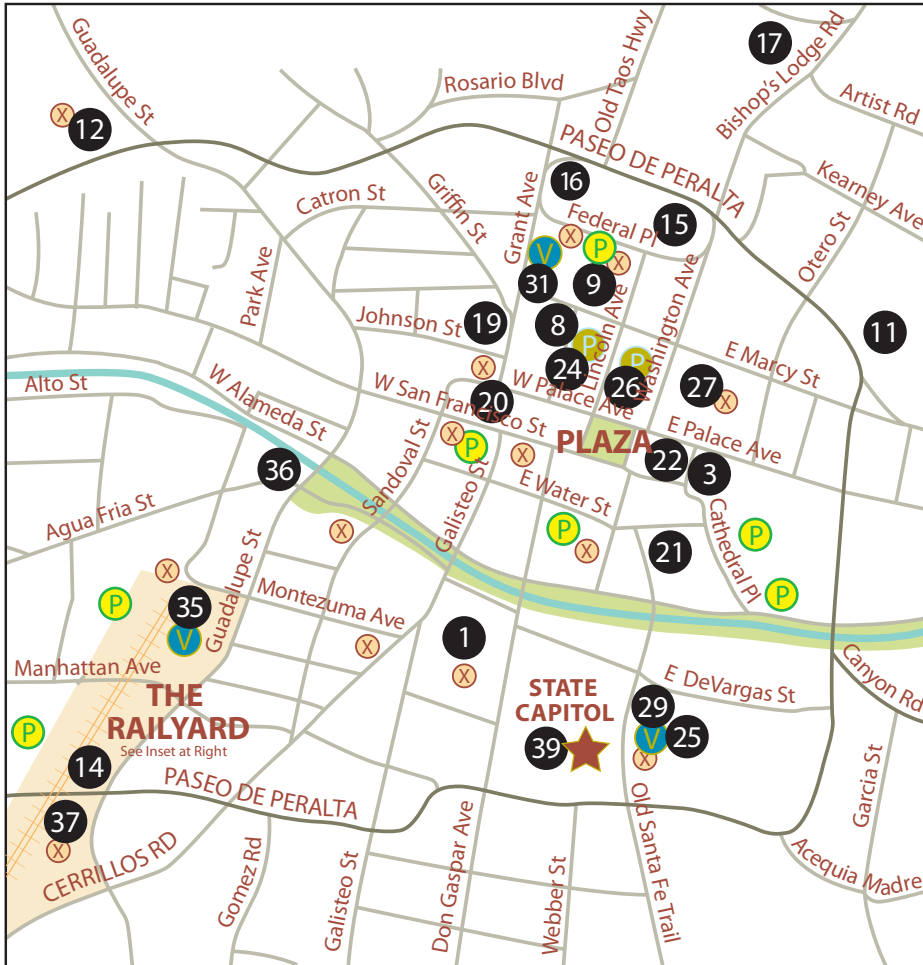 Guadalupe St
Old Taos Hwy
17
Bishop's Lodge Rd
Rosario Blvd
Artist Rd
X
12
PASEO DE PERALTA
Kearney Ave
Griffin St
16
Catron St
Grant Ave
Federal Pl
15
Otero St
X
P
X
V
Park Ave
31
9
Lincoln Ave
Washington Ave
11
Johnson St
19
8
P
E Marcy St
P
X
24
26
27
X
Alto St
W Alameda St
W San Francisco St
20
W Palace Ave
PLAZA
E Palace Ave
Sandoval St
X
P
X
22
3
36
Galisteo St
E Water St
Agua Fria St
X
P
X
21
Cathedral Pl
P
X
P
35
V
P
Guadalupe St
Montezuma Ave
X
1
X
Manhattan Ave
Canyon Rd
THE
RAILYARD
See Inset at Right
STATE
CAPITOL
E DeVargas St
29
V
25
X
39
P
14
PASEO DE PERALTA
Garcia St
37
X
CERRILLOS RD
Gomez Rd
Galisteo St
Don Gaspar Ave
Webber St
Old Santa Fe Trail
Acequia Madre